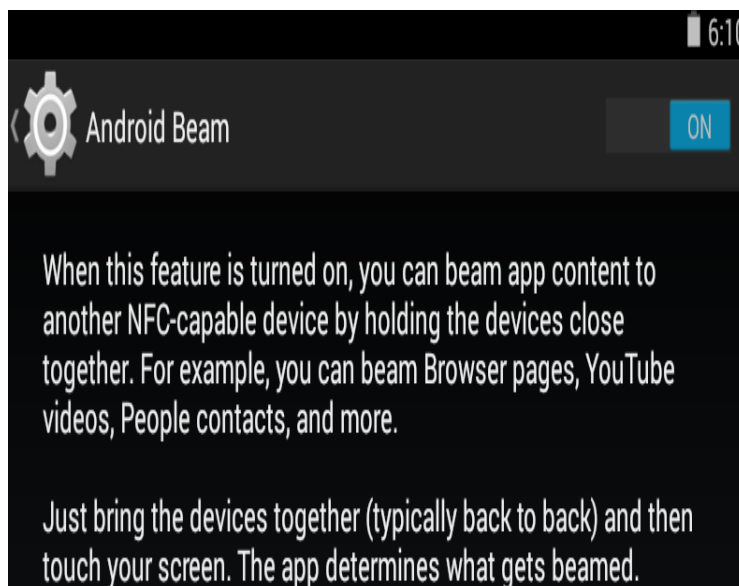 6:10
Android Beam
ON
When this feature is turned on, you can beam app content to
another NFC-capable device by holding the devices close
together. For example, you can beam Browser pages, YouTube
videos, People contacts, and more.
Just bring the devices together (typically back to back) and then
touch your screen. The app determines what gets beamed.